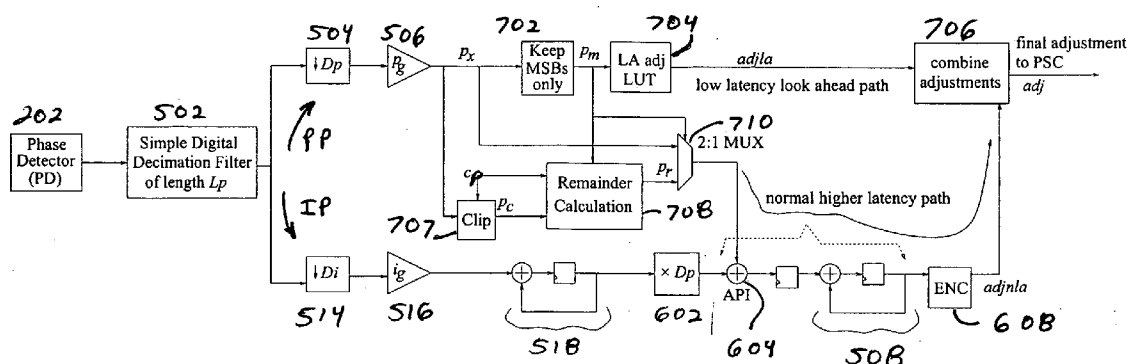 504
506
702
704
706
↓Dp
pg
px
Keep
MSBs
only
pm
LA adj
LUT
adjla
low latency look ahead path
combine
adjustments
final adjustment
to PSC
adj
202
502
Phase
Detector
(PD)
Simple Digital
Decimation Filter
of length Lp
PP
IP
710
2:1 MUX
cp
pc
Clip
707
Remainder
Calculation
pr
708
normal higher latency path
↓Di
ig
× Dp
API
ENC
adjnla
514
516
518
602
604
508
608